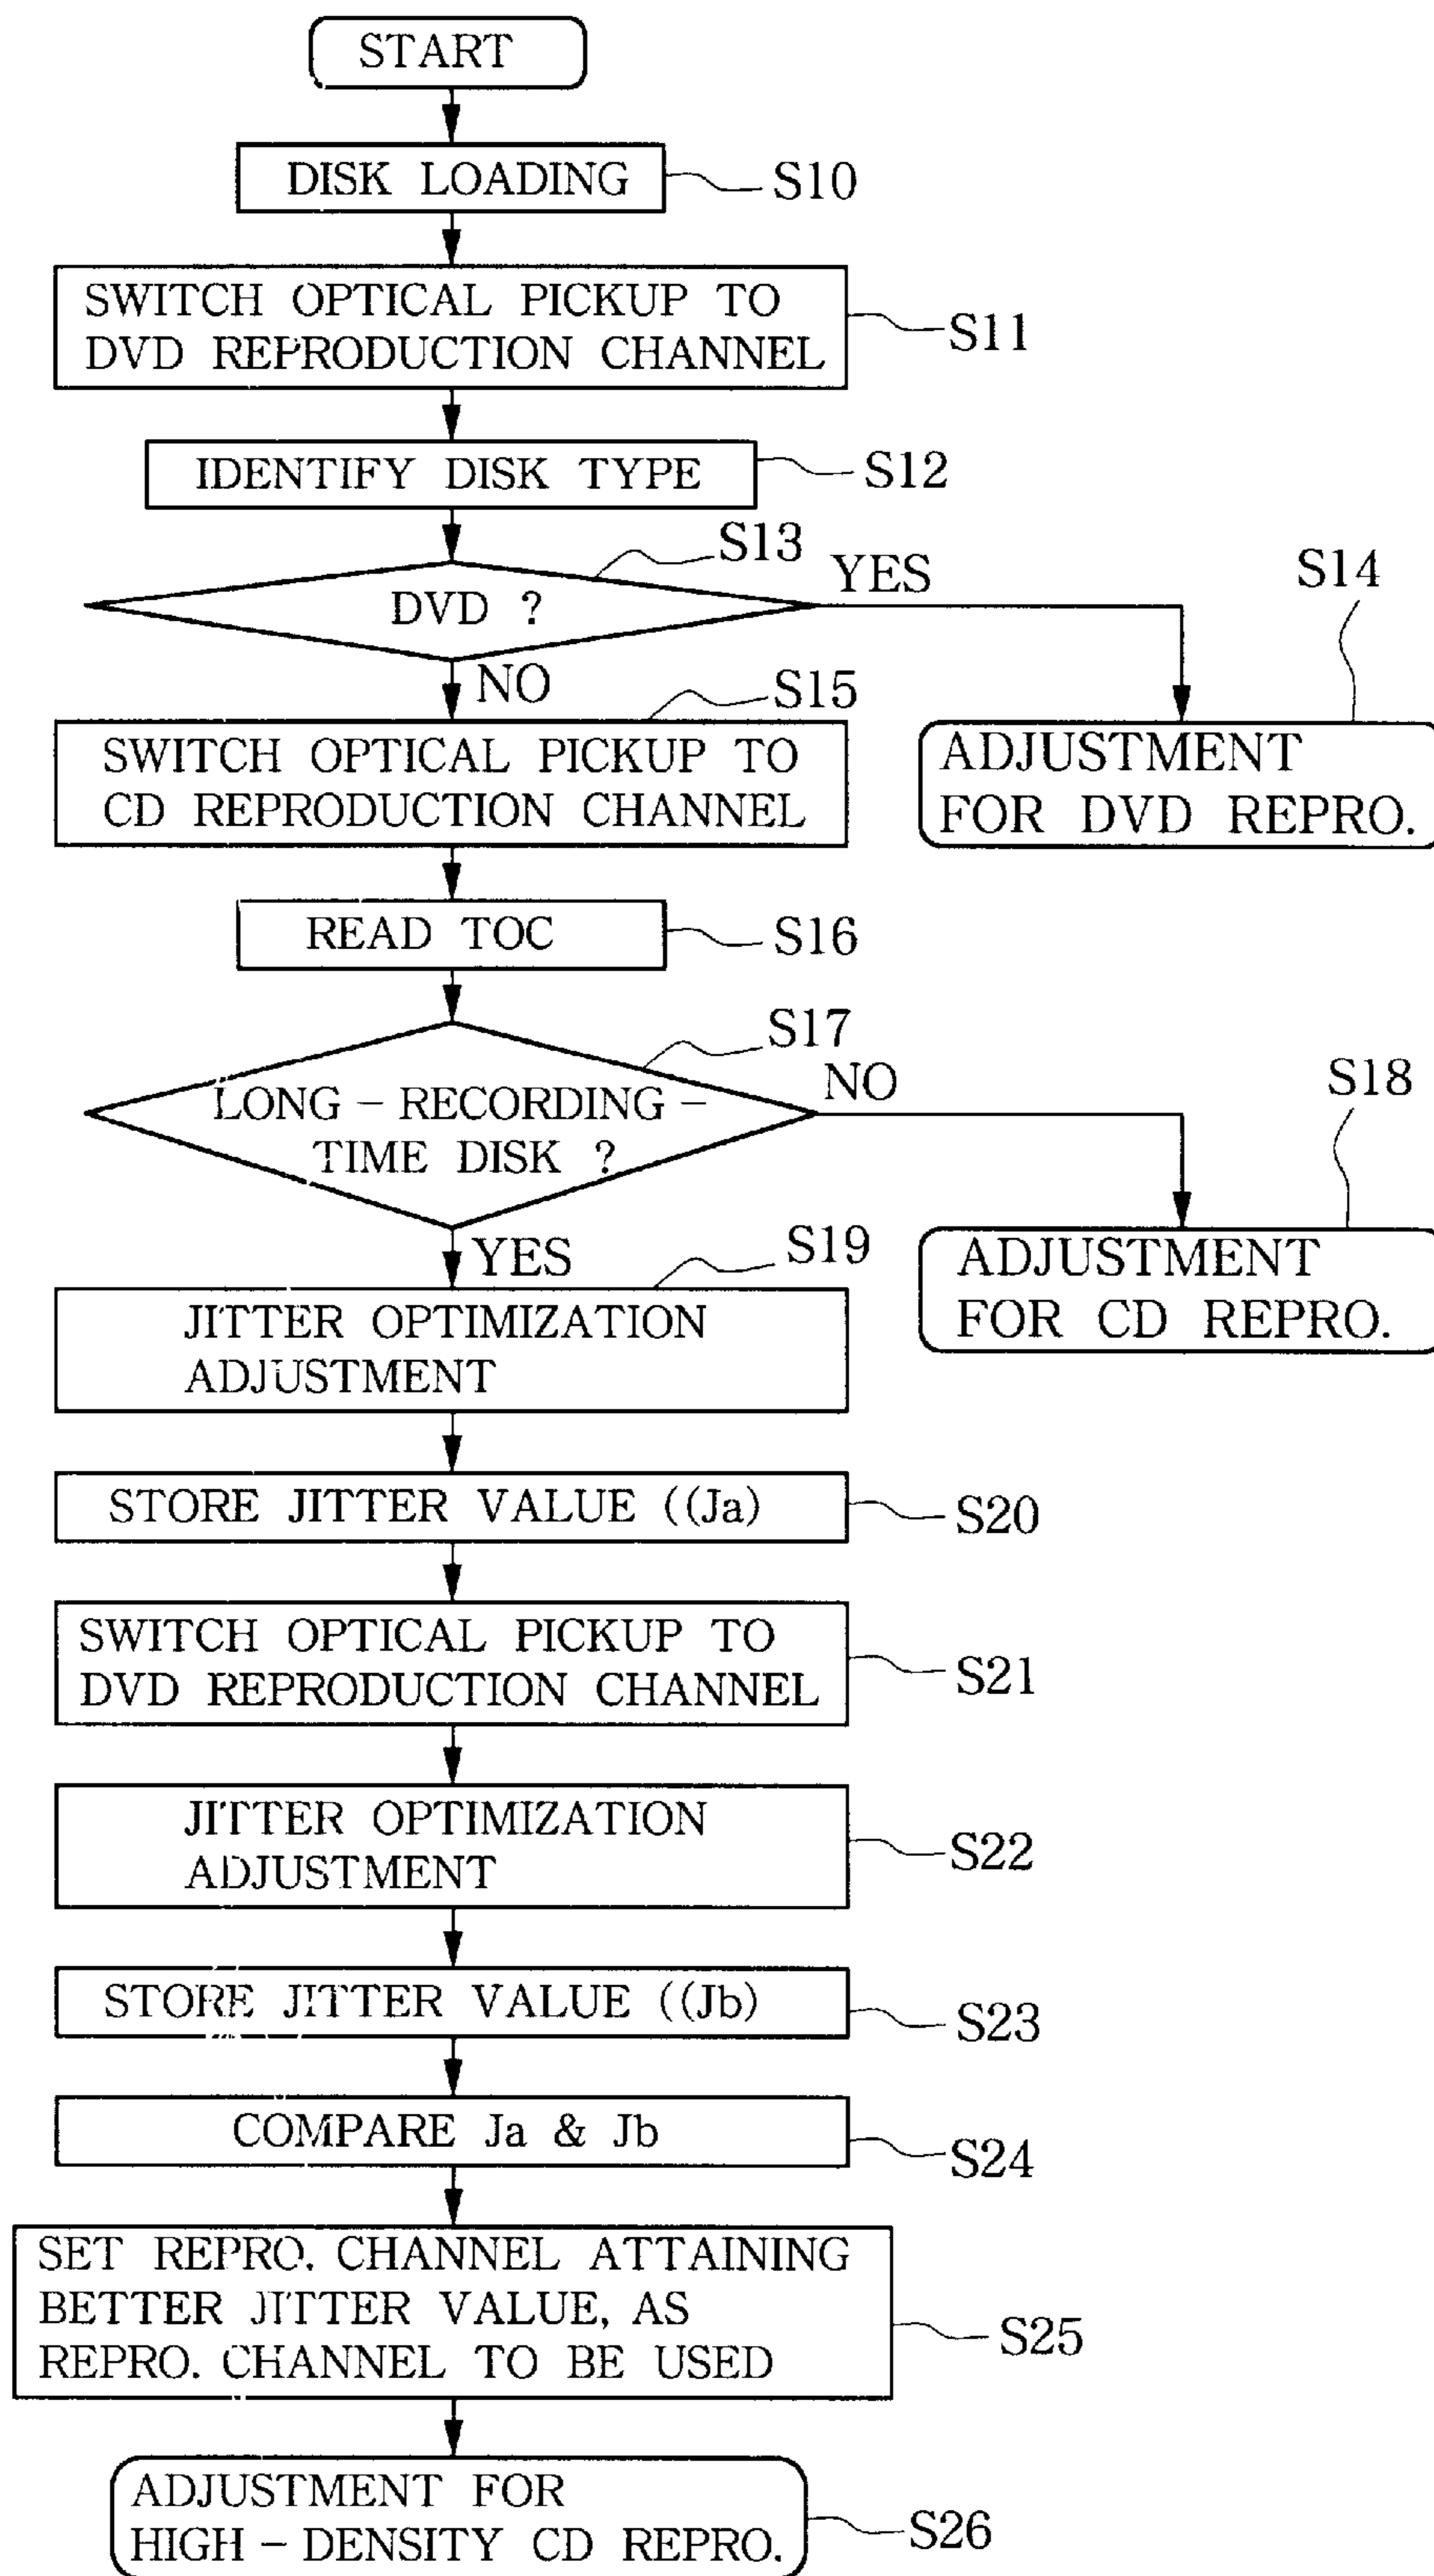 START
DISK LOADING
S10
SWITCH OPTICAL PICKUP TO
DVD REPRODUCTION CHANNEL
S11
IDENTIFY DISK TYPE
S12
S13
DVD ?
YES
S14
NO
ADJUSTMENT
FOR DVD REPRO.
S15
SWITCH OPTICAL PICKUP TO
CD REPRODUCTION CHANNEL
READ TOC
S16
S17
LONG - RECORDING -
TIME DISK ?
NO
S18
YES
ADJUSTMENT
FOR CD REPRO.
S19
JITTER OPTIMIZATION
ADJUSTMENT
STORE JITTER VALUE ((Ja)
S20
SWITCH OPTICAL PICKUP TO
DVD REPRODUCTION CHANNEL
S21
JITTER OPTIMIZATION
ADJUSTMENT
S22
STORE JITTER VALUE ((Jb)
S23
COMPARE Ja & Jb
S24
SET REPRO. CHANNEL ATTAINING
BETTER JITTER VALUE, AS
REPRO. CHANNEL TO BE USED
S25
ADJUSTMENT FOR
HIGH - DENSITY CD REPRO.
S26